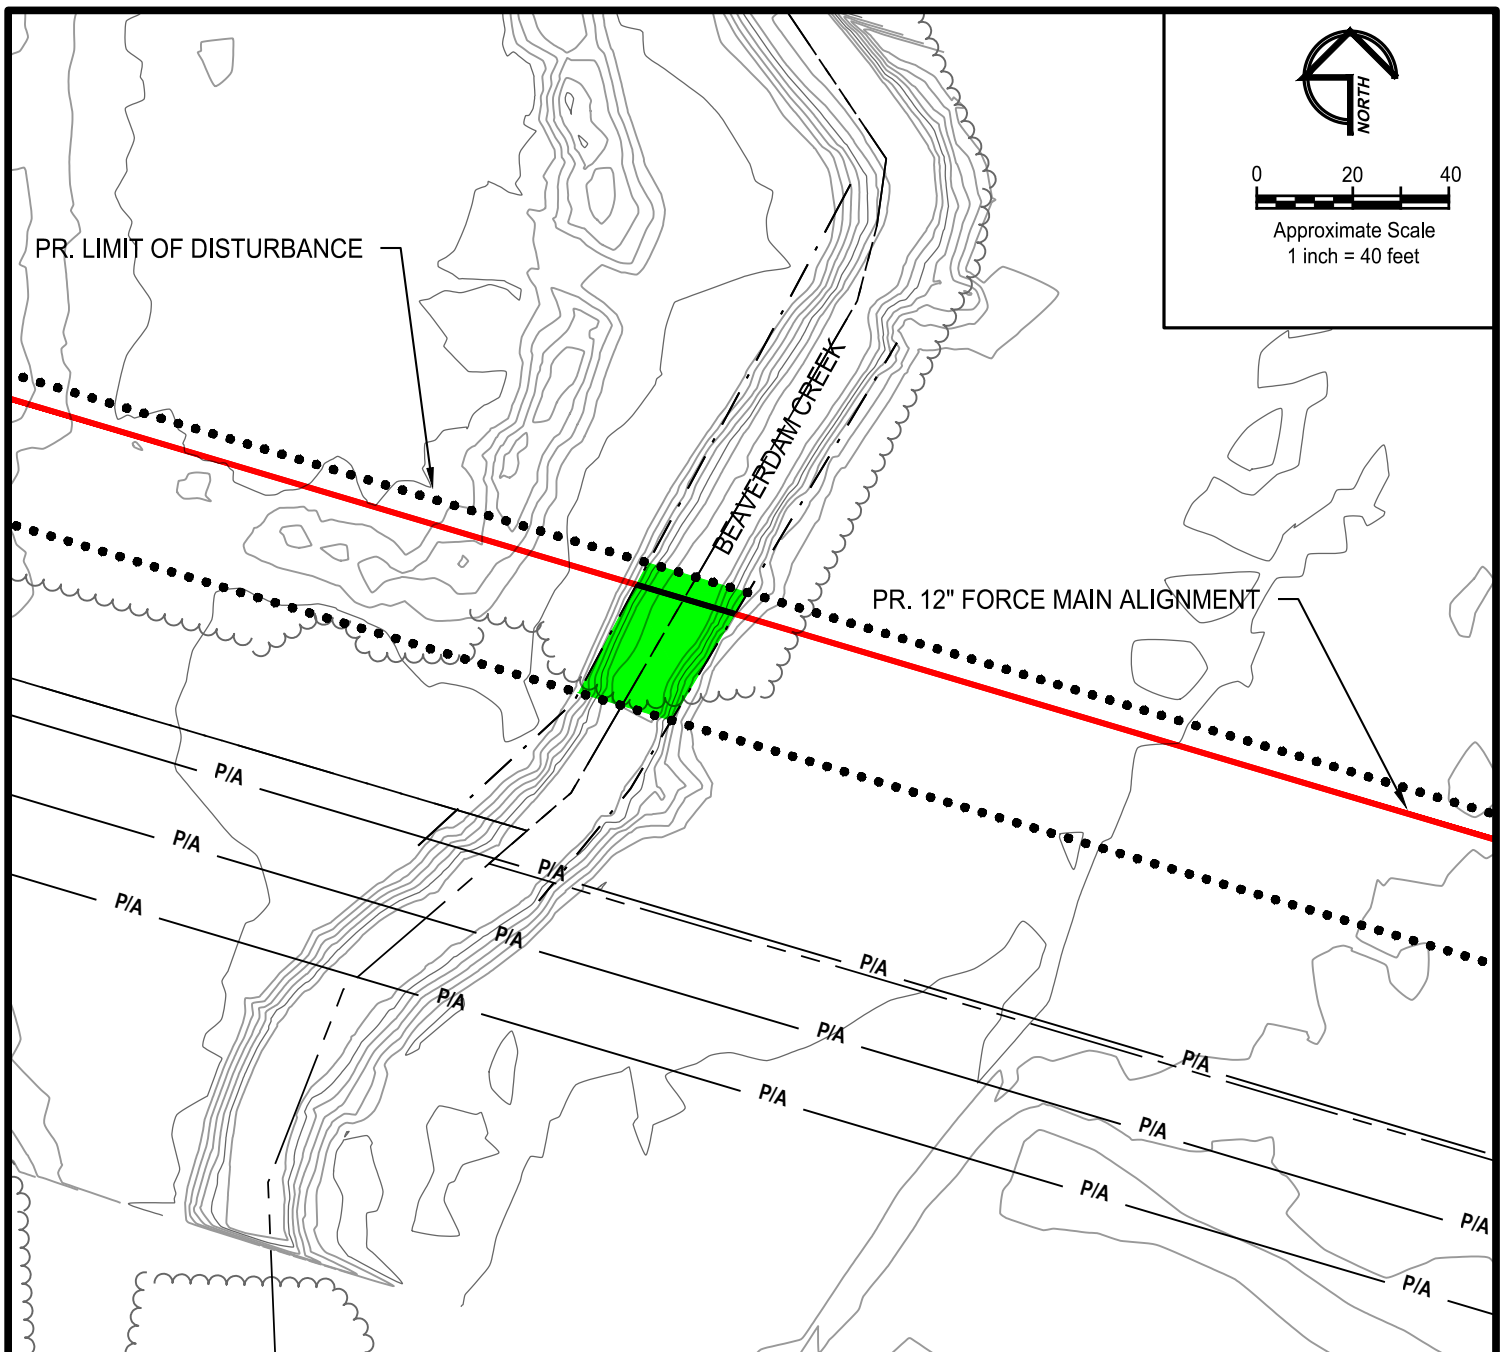 NORTH
0 20 40
Approximate Scale
1 inch = 40 feet
PR. LIMIT OF DISTURBANCE
BEAVERDAM CREEK
PR. 12" FORCE MAIN ALIGNMENT
P/A
P/A
P/A
P/A
P/A
P/A
P/A
P/A
P/A
P/A
P/A
P/A
P/A
P/A